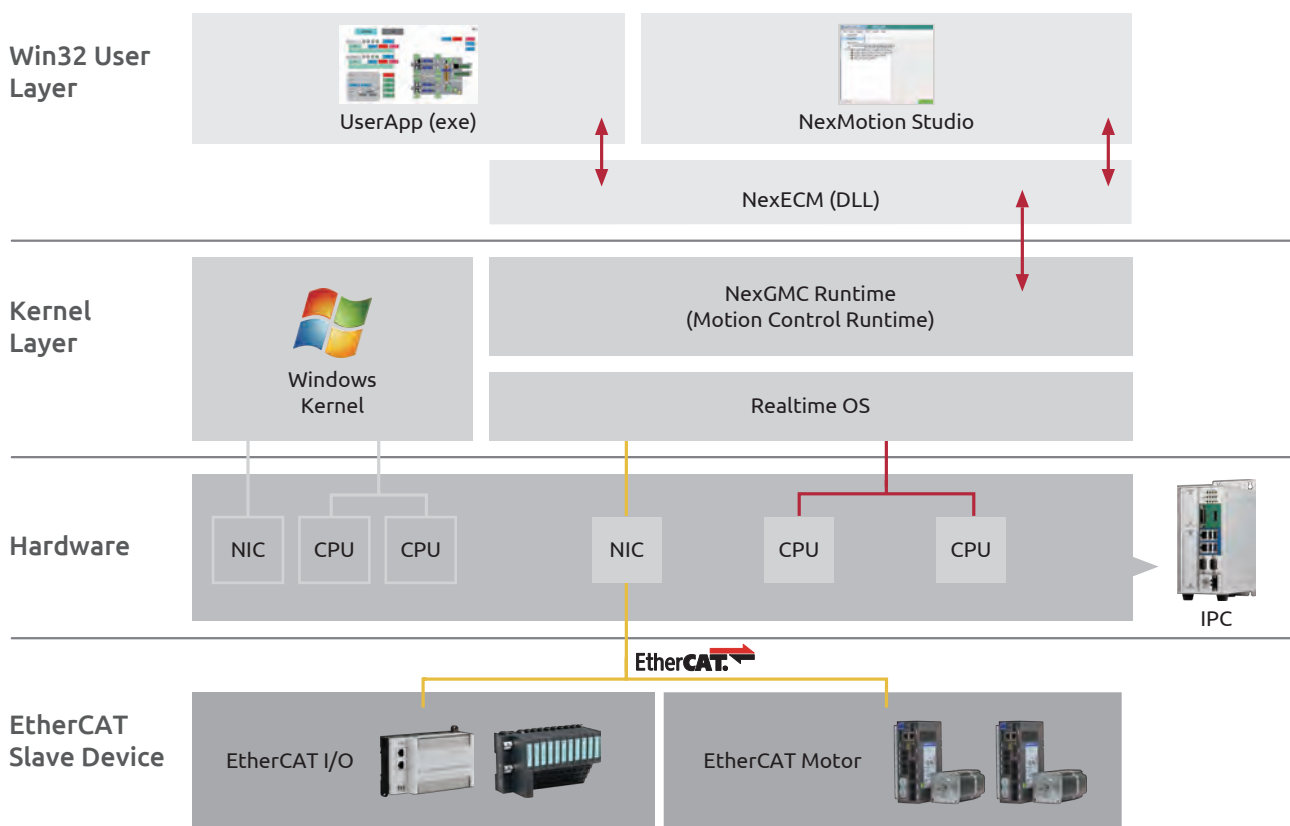 Win32 User
Layer
UserApp (exe)
NexMotion Studio
NexECM (DLL)
Kernel
Layer
Windows
Kernel
NexGMC Runtime
(Motion Control Runtime)
Realtime OS
Hardware
NIC
CPU
CPU
NIC
CPU
CPU
IPC
EtherCAT.
EtherCAT
Slave Device
EtherCAT I/O
EtherCAT Motor